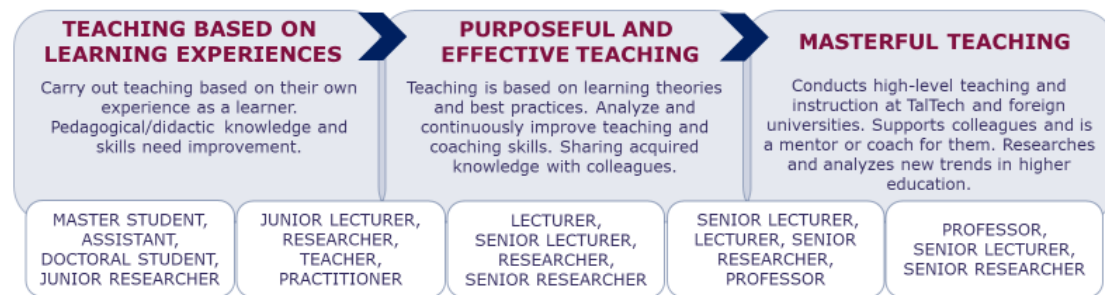 TEACHING BASED ON
LEARNING EXPERIENCES
Carry out teaching based on their own
experience as a learner.
Pedagogical/didactic knowledge and
skills need improvement.
PURPOSEFUL AND
EFFECTIVE TEACHING
Teaching is based on learning theories
and best practices. Analyze and
continuously improve teaching and
coaching skills. Sharing acquired
knowledge with colleagues.
MASTERFUL TEACHING
Conducts high-level teaching and
instruction at TalTech and foreign
universities. Supports colleagues and is
a mentor or coach for them. Researches
and analyzes new trends in higher
education.
MASTER STUDENT,
ASSISTANT,
DOCTORAL STUDENT,
JUNIOR RESEARCHER
JUNIOR LECTURER,
RESEARCHER,
TEACHER,
PRACTITIONER
LECTURER,
SENIOR LECTURER,
RESEARCHER,
SENIOR RESEARCHER
SENIOR LECTURER,
LECTURER, SENIOR
RESEARCHER,
PROFESSOR
PROFESSOR,
SENIOR LECTURER,
SENIOR RESEARCHER